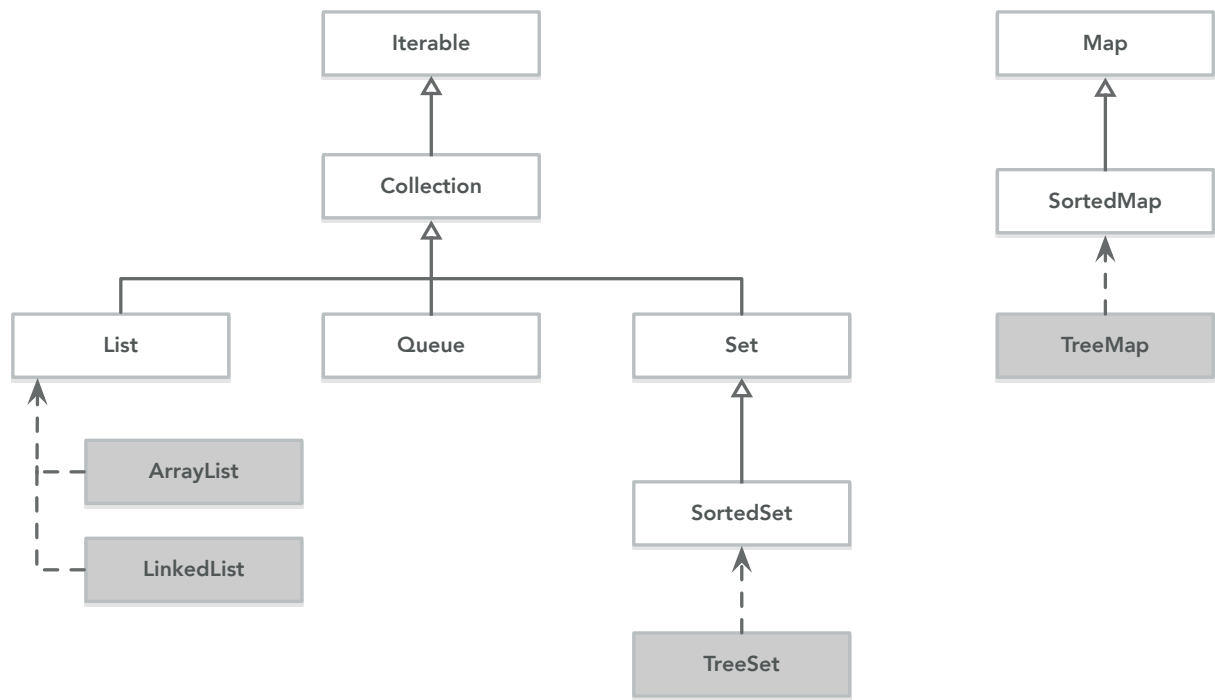 Iterable
Map
Collection
SortedMap
List
Queue
Set
TreeMap
ArrayList
SortedSet
LinkedList
TreeSet